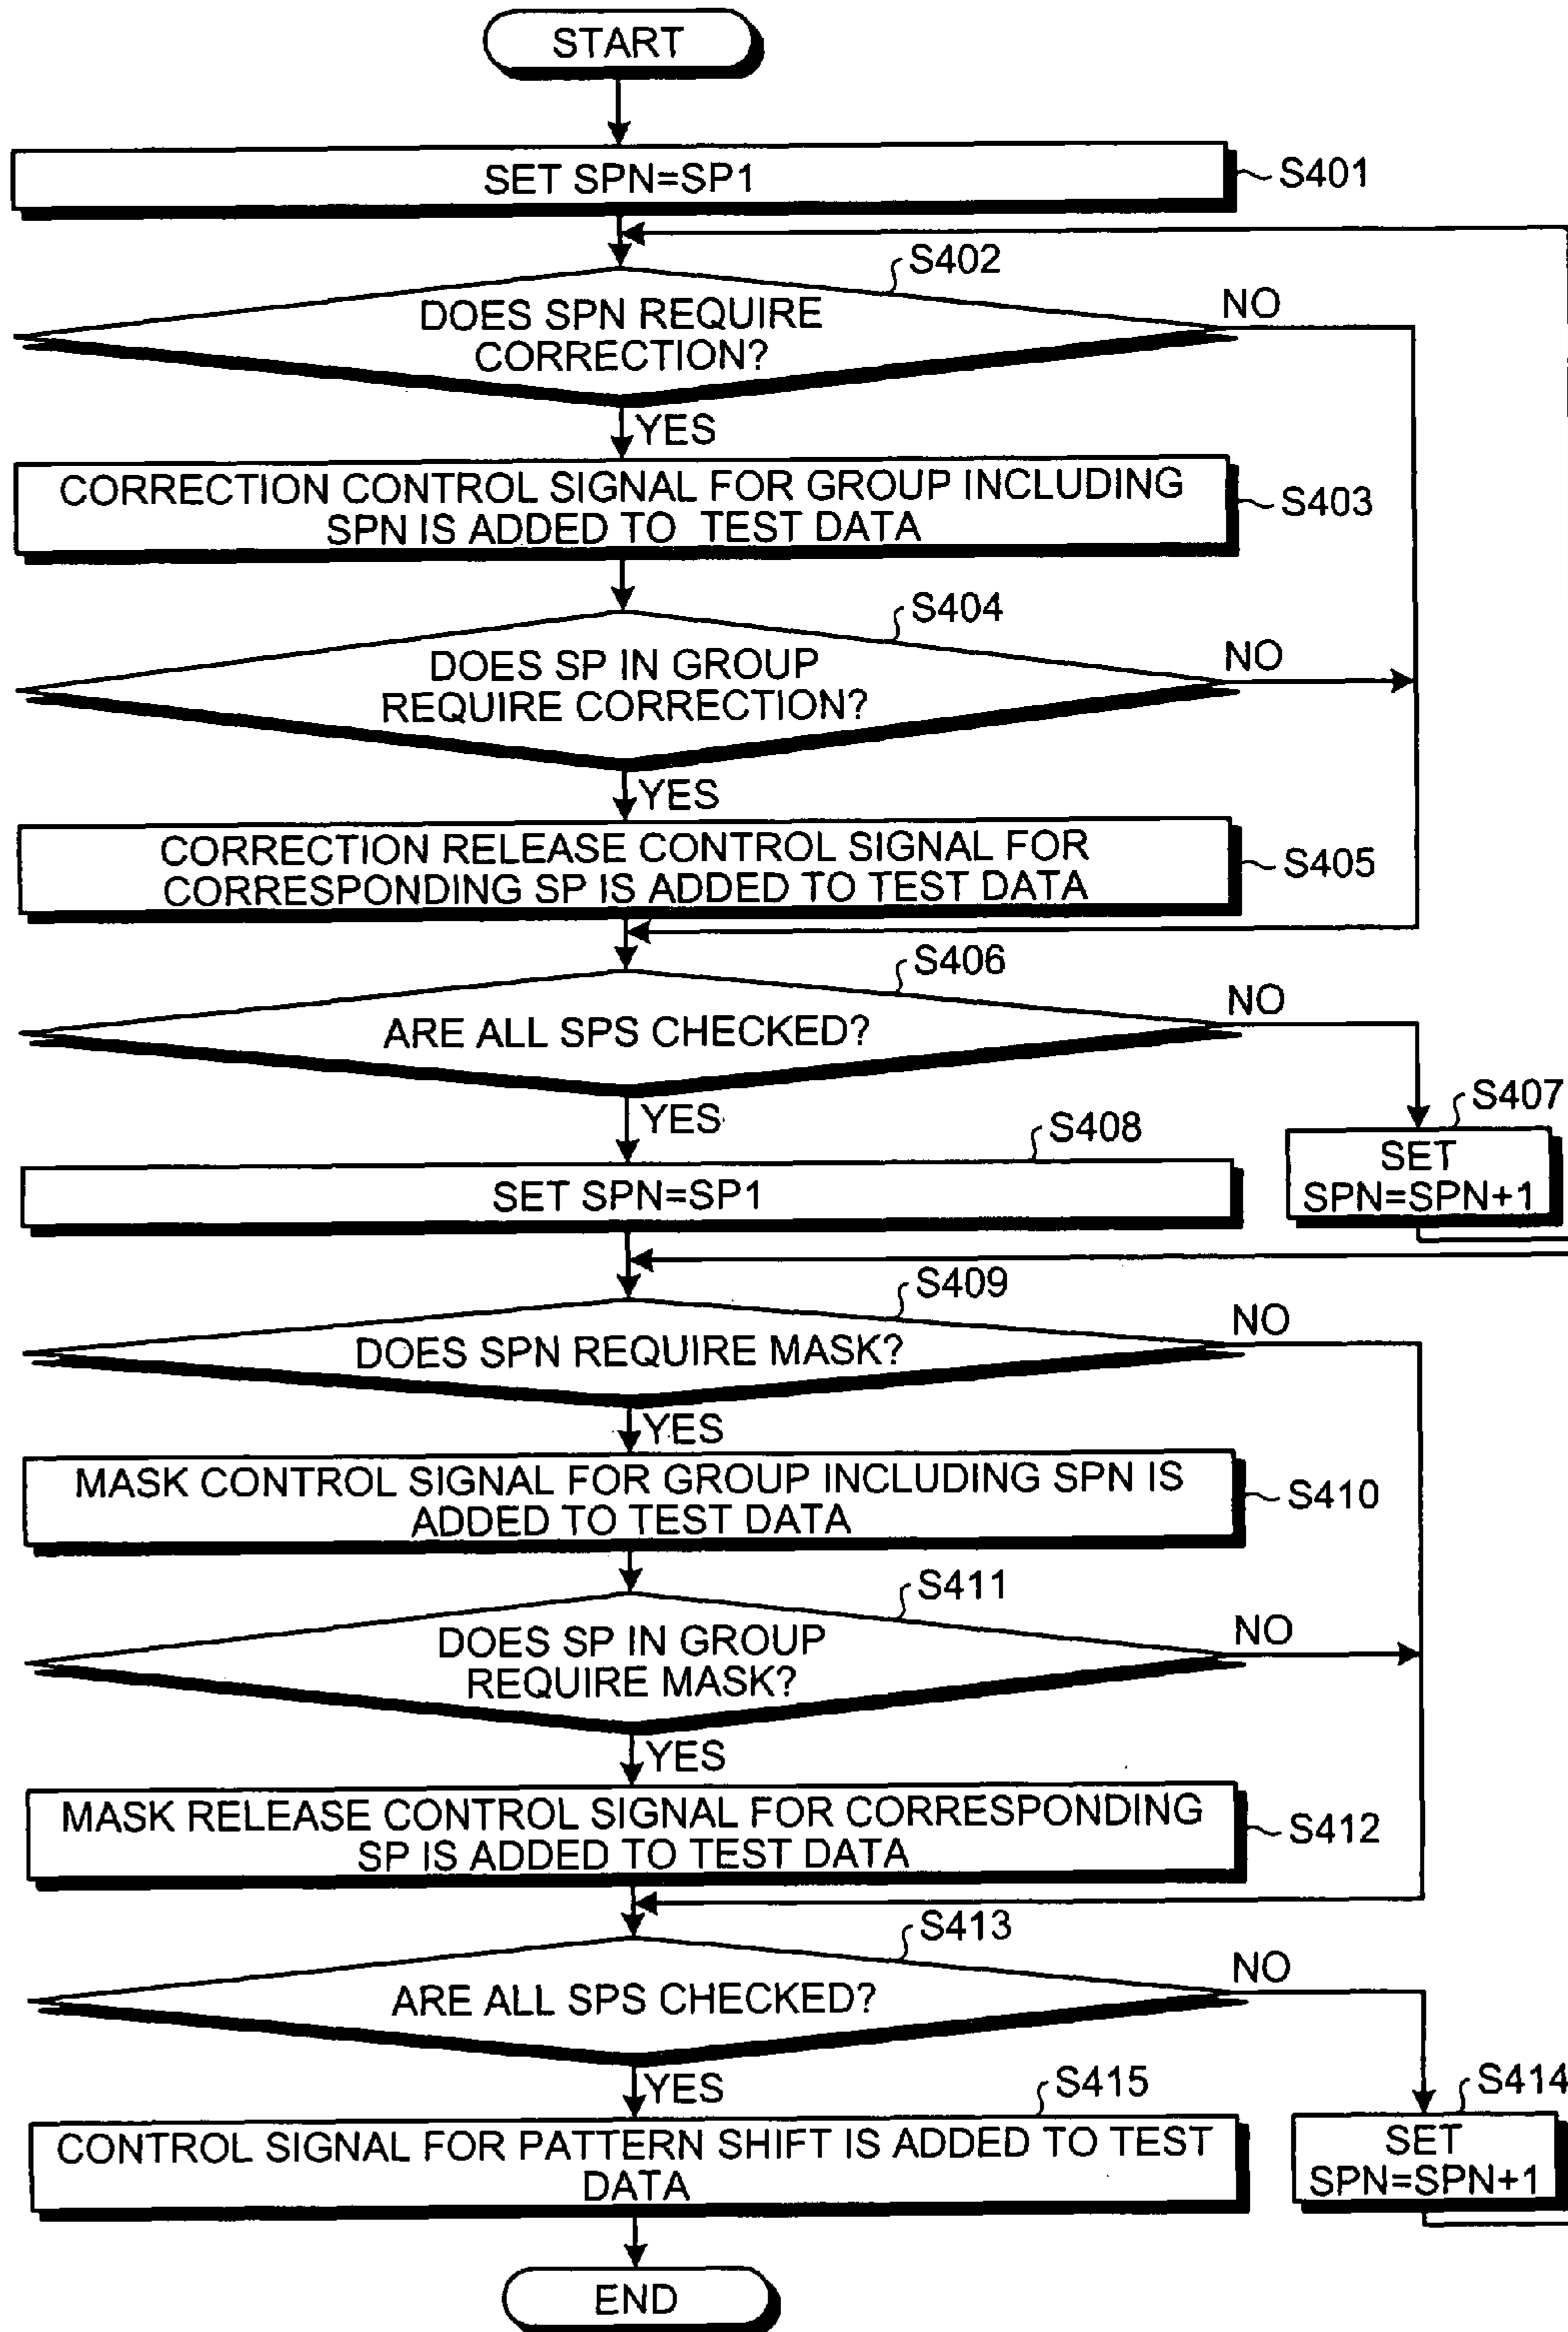 START
SET SPN=SP1
S401
S402
DOES SPN REQUIRE
CORRECTION?
NO
YES
CORRECTION CONTROL SIGNAL FOR GROUP INCLUDING
SPN IS ADDED TO TEST DATA
S403
S404
DOES SP IN GROUP
REQUIRE CORRECTION?
NO
YES
CORRECTION RELEASE CONTROL SIGNAL FOR
CORRESPONDING SP IS ADDED TO TEST DATA
S405
S406
ARE ALL SPS CHECKED?
NO
YES
S407
SET
SPN=SPN+1
S408
SET SPN=SP1
S409
DOES SPN REQUIRE MASK?
NO
YES
MASK CONTROL SIGNAL FOR GROUP INCLUDING SPN IS
ADDED TO TEST DATA
S410
S411
DOES SP IN GROUP
REQUIRE MASK?
NO
YES
MASK RELEASE CONTROL SIGNAL FOR CORRESPONDING
SP IS ADDED TO TEST DATA
S412
S413
ARE ALL SPS CHECKED?
NO
YES
S414
SET
SPN=SPN+1
S415
CONTROL SIGNAL FOR PATTERN SHIFT IS ADDED TO TEST
DATA
END